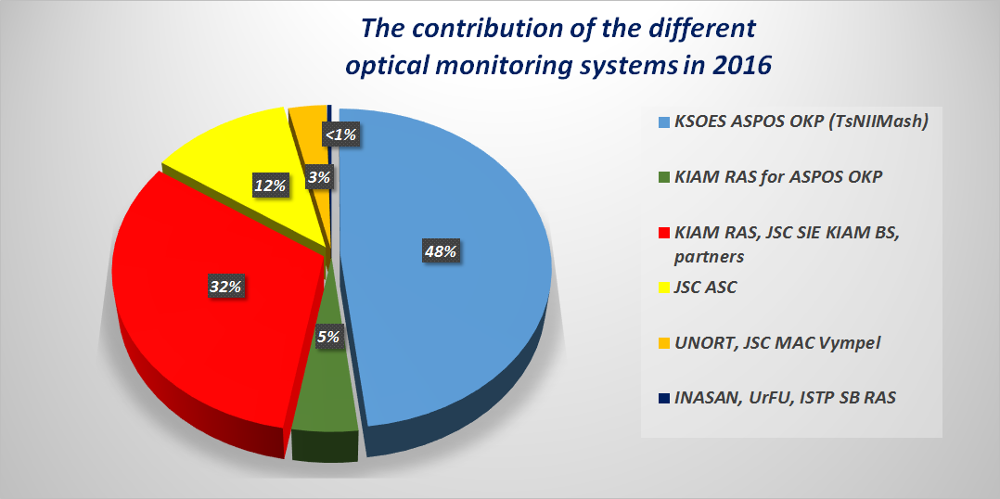 The contribution of the different
optical monitoring systems in 2016
<1%
3%
12%
48%
32%
5%
KSOES ASPOS OKP (TsNIIMash)
KIAM RAS for ASPOS OKP
KIAM RAS, JSC SIE KIAM BS,
partners
JSC ASC
UNORT, JSC MAC Vympel
INASAN, UrFU, ISTP SB RAS